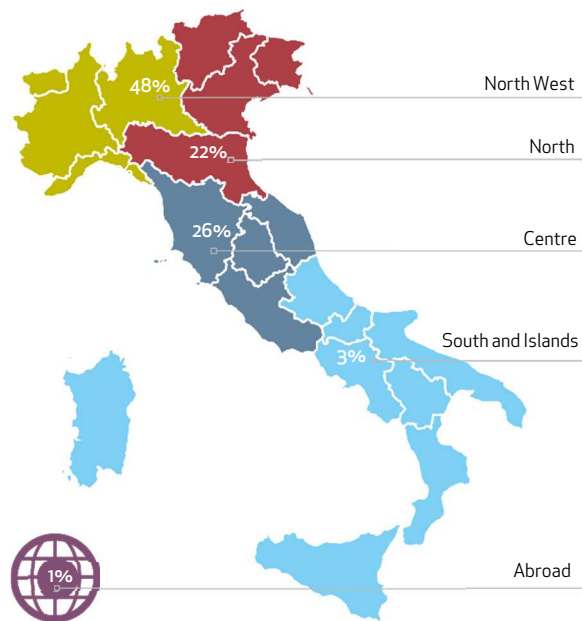 48% North West
22% North
26% Centre
3% South and Islands
1% Abroad